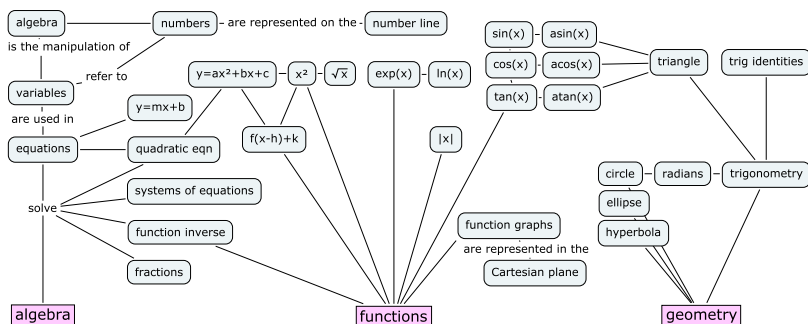 algebra
numbers
are represented on the
number line
is the manipulation of
refer to
variables
are used in
equations
y=mx+b
quadratic eqn
solve
systems of equations
function inverse
fractions
algebra
y=ax²+bx+c
x²
√x
f(x-h)+k
exp(x)
ln(x)
|x|
sin(x)
asin(x)
cos(x)
acos(x)
tan(x)
atan(x)
triangle
trig identities
function graphs
are represented in the
Cartesian plane
functions
circle
radians
trigonometry
ellipse
hyperbola
geometry